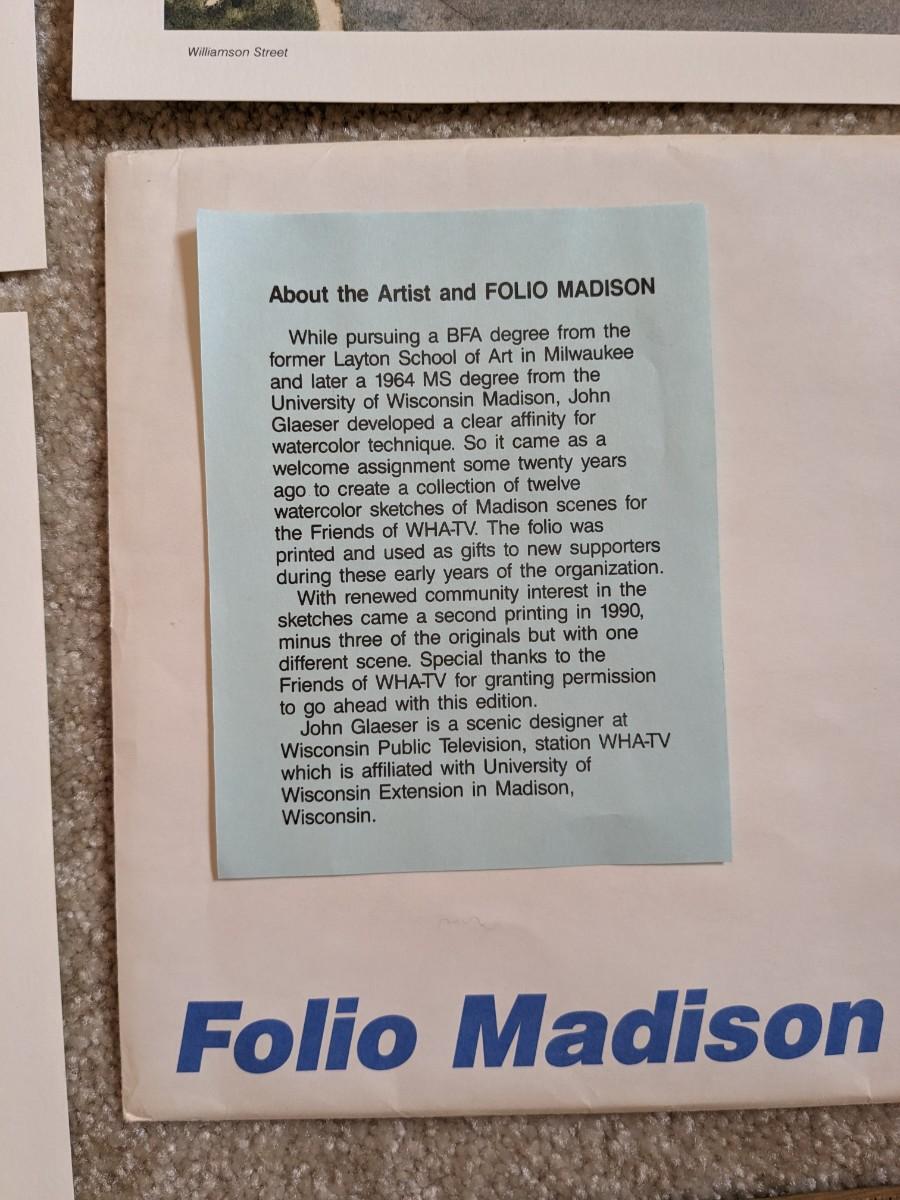 Williamson Street
About the Artist and FOLIO MADISON
While pursuing a BFA degree from the
former Layton School of Art in Milwaukee
and later a 1964 MS degree from the
University of Wisconsin Madison, John
Glaeser developed a clear affinity for
watercolor technique. So it came as a
welcome assignment some twenty years
ago to create a collection of twelve
watercolor sketches of Madison scenes for
the Friends of WHA-TV. The folio was
printed and used as gifts to new supporters
during these early years of the organization.
With renewed community interest in the
sketches came a second printing in 1990,
minus three of the originals but with one
different scene. Special thanks to the
Friends of WHA-TV for granting permission
to go ahead with this edition.
John Glaeser is a scenic designer at
Wisconsin Public Television, station WHA-TV
which is affiliated with University of
Wisconsin Extension in Madison,
Wisconsin.
Folio Madison